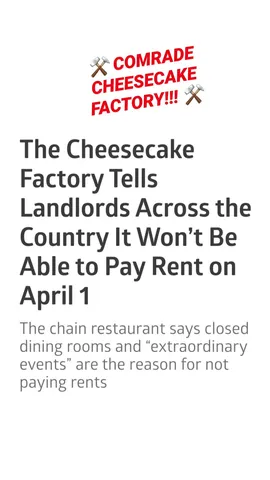 ⚒️ COMRADE
CHEESECAKE
FACTORY!!! ⚒️
The Cheesecake
Factory Tells
Landlords Across the
Country It Won’t Be
Able to Pay Rent on
April 1
The chain restaurant says closed
dining rooms and “extraordinary
events” are the reason for not
paying rents